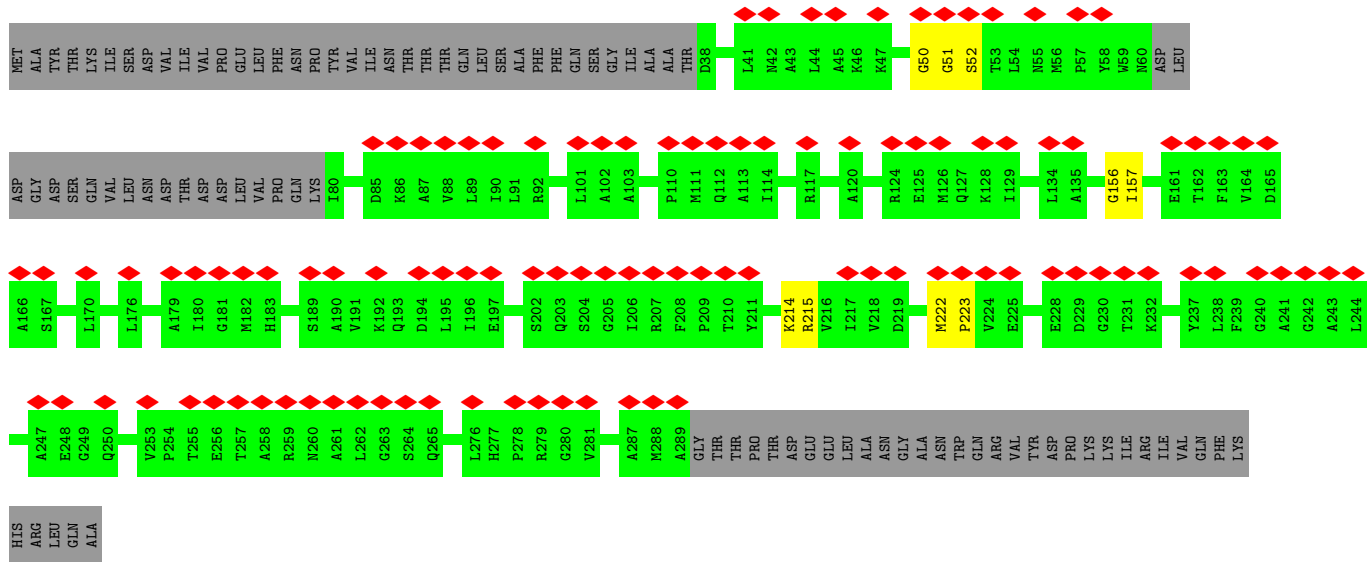 MET ALA TYR THR LYS ILE SER ASP VAL ILE VAL PRO GLU LEU PHE ASN PRO TYR VAL ILE ASN THR THR THR GLN LEU SER ALA PHE PHE GLN SER GLY ILE ALA ALA THR D38 L41 N42 A43 L44 A45 K46 K47 G50 G51 S52 T53 L54 N55 M56 P57 Y58 W59 N60 ASP LEU
ASP GLY ASP SER GLN VAL LEU ASN ASP THR ASP ASP LEU VAL PRO GLN LYS I80 D85 K86 A87 V88 L89 I90 L91 R92 L101 A102 A103 P110 M111 Q112 A113 I114 R117 A120 R124 E125 M126 Q127 K128 I129 L134 A135 G156 I157 E161 T162 F163 V164 D165
A166 S167 L170 L176 A179 I180 G181 M182 H183 S189 A190 V191 K192 Q193 D194 L195 I196 E197 S202 Q203 S204 G205 I206 R207 F208 P209 T210 Y211 K214 R215 V216 I217 V218 D219 M222 P223 V224 E225 E228 D229 G230 T231 K232 Y237 L238 F239 G240 A241 G242 A243 L244
A247 E248 G249 Q250 V253 P254 T255 E256 T257 A258 R259 N260 A261 L262 G263 S264 Q265 L276 H277 P278 R279 G280 V281 A287 M288 A289 GLY THR THR PRO THR ASP GLU GLU LEU ALA ASN GLY ALA ASN TRP GLN ARG VAL TYR ASP PRO LYS LYS ILE ARG ILE VAL GLN PHE LYS
HIS ARG LEU GLN ALA